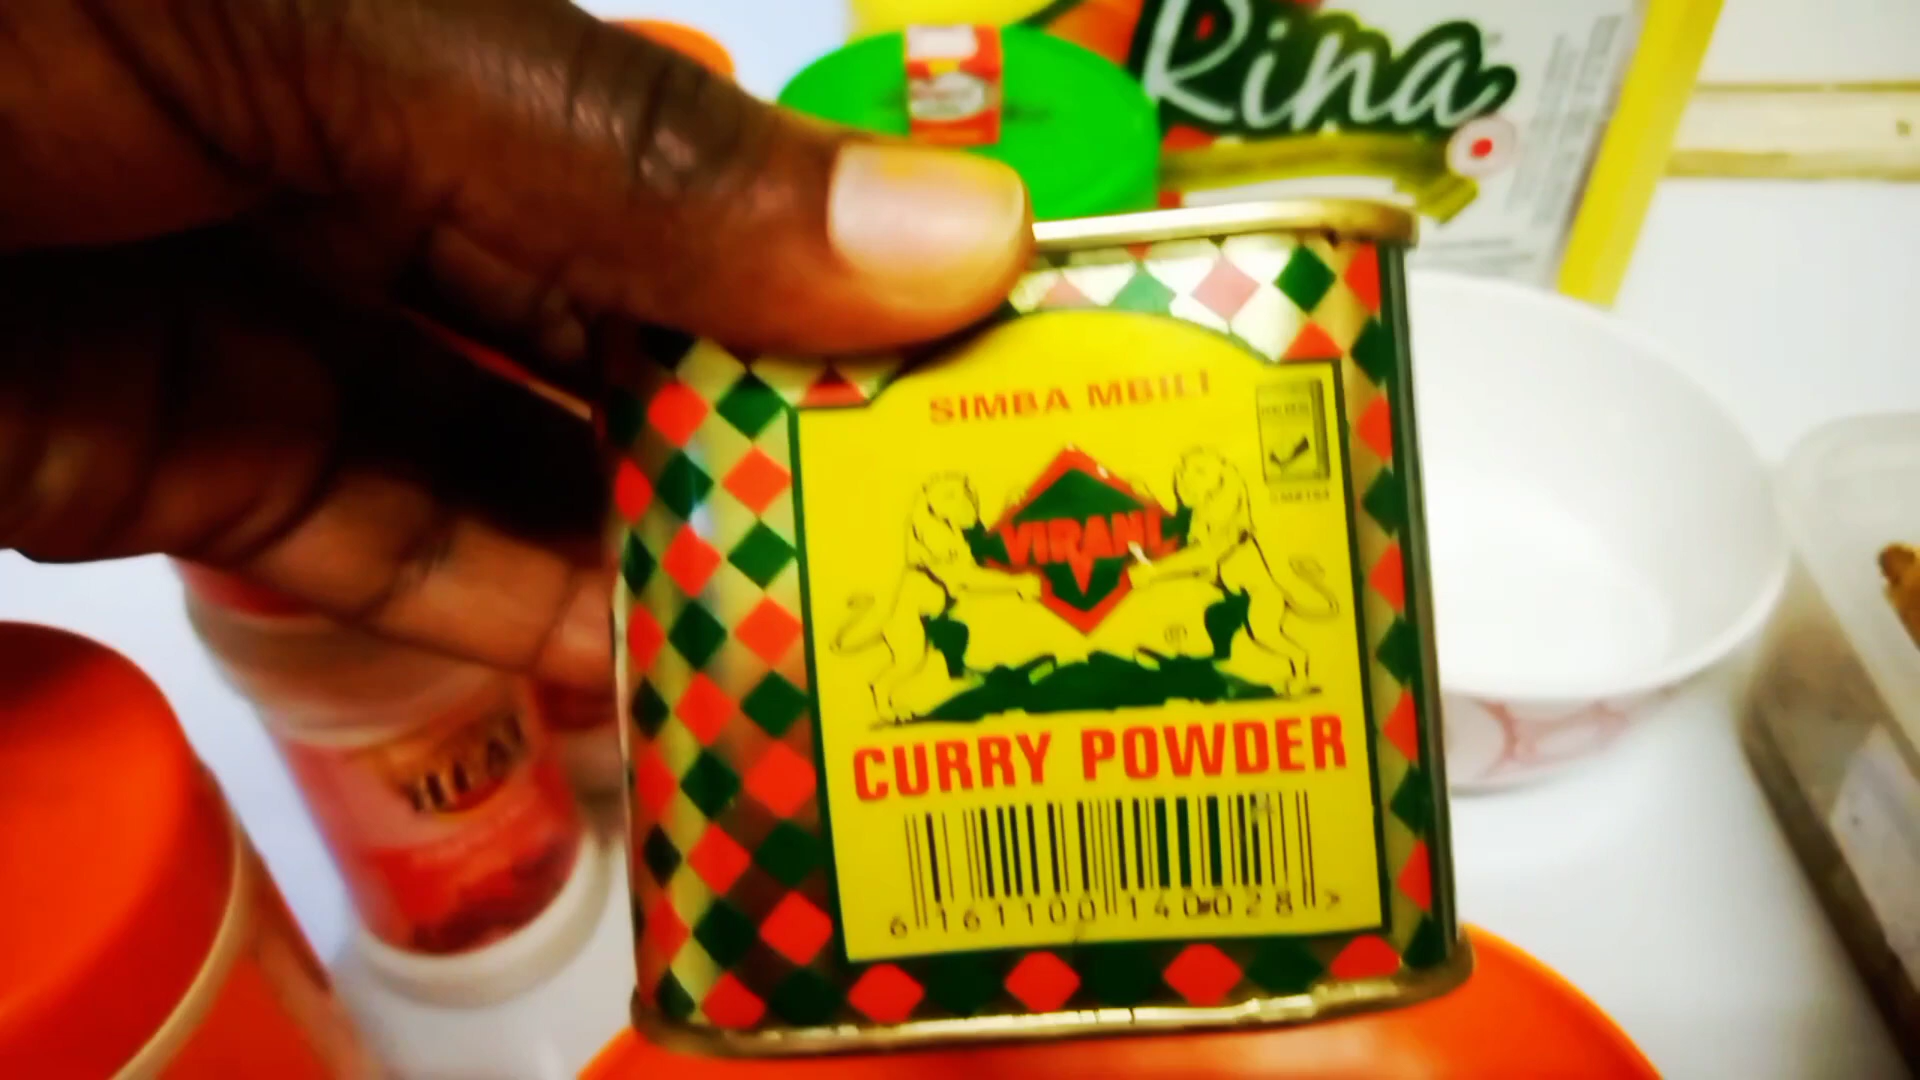 Rina
SIMBA MBILI
VIRANI
V
CURRY POWDER
6 161100 140028 >